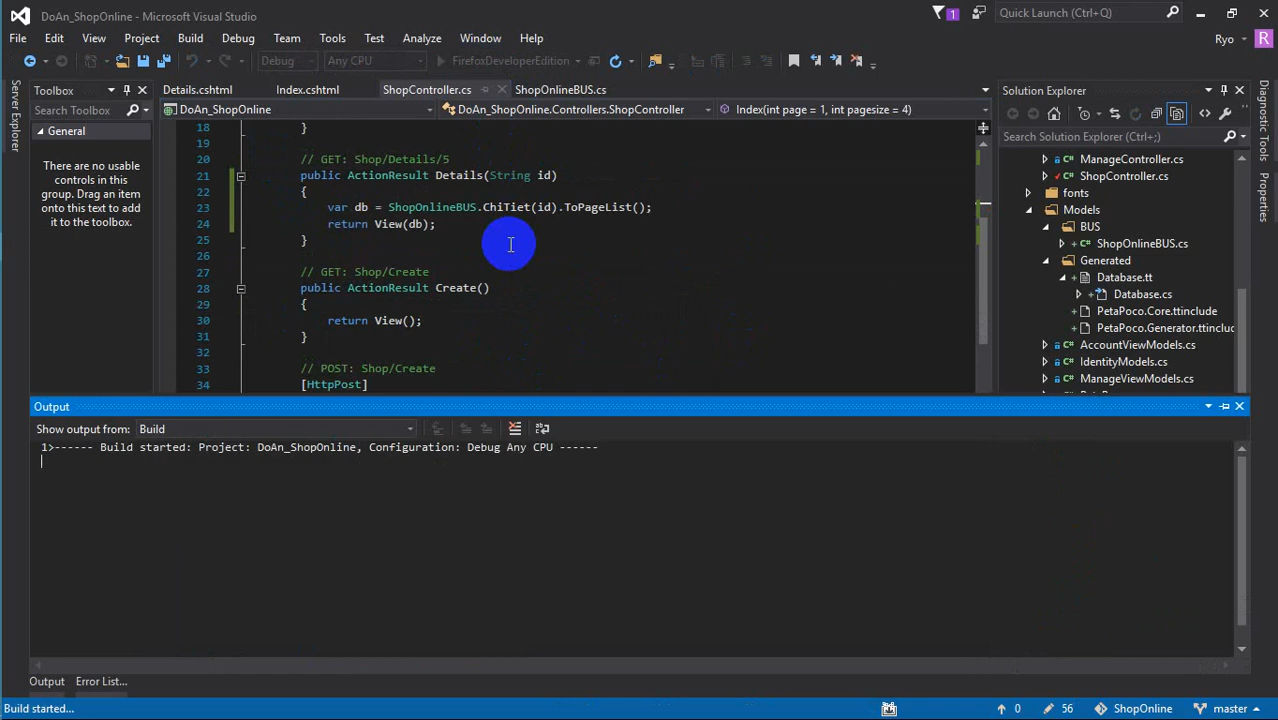 DoAn_ShopOnline - Microsoft Visual Studio
1
Quick Launch (Ctrl+Q)
File Edit View Project Build Debug Team Tools Test Analyze Window Help
Ryo
R
Debug Any CPU FirefoxDeveloperEdition
Server Explorer
Toolbox
Search Toolbox
General
There are no usable
controls in this
group. Drag an item
onto this text to
add it to the
toolbox.
Details.cshtml Index.cshtml ShopController.cs ShopOnlineBUS.cs
DoAn_ShopOnline DoAn_ShopOnline.Controllers.ShopController Index(int page = 1, int pagesize = 4)
18 }
19
20 // GET: Shop/Details/5
21 public ActionResult Details(String id)
22 {
23 var db = ShopOnlineBUS.ChiTiet(id).ToPageList();
24 return View(db);
25 }
26
27 // GET: Shop/Create
28 public ActionResult Create()
29 {
30 return View();
31 }
32
33 // POST: Shop/Create
34 [HttpPost]
Solution Explorer
Search Solution Explorer (Ctrl+;)
ManageController.cs
ShopController.cs
fonts
Models
BUS
ShopOnlineBUS.cs
Generated
Database.tt
Database.cs
PetaPoco.Core.ttinclude
PetaPoco.Generator.ttinclude
AccountViewModels.cs
IdentityModels.cs
ManageViewModels.cs
Diagnostic Tools
Properties
Output
Show output from: Build
1>------ Build started: Project: DoAn_ShopOnline, Configuration: Debug Any CPU ------
Output Error List...
Build started... 0 56 ShopOnline master